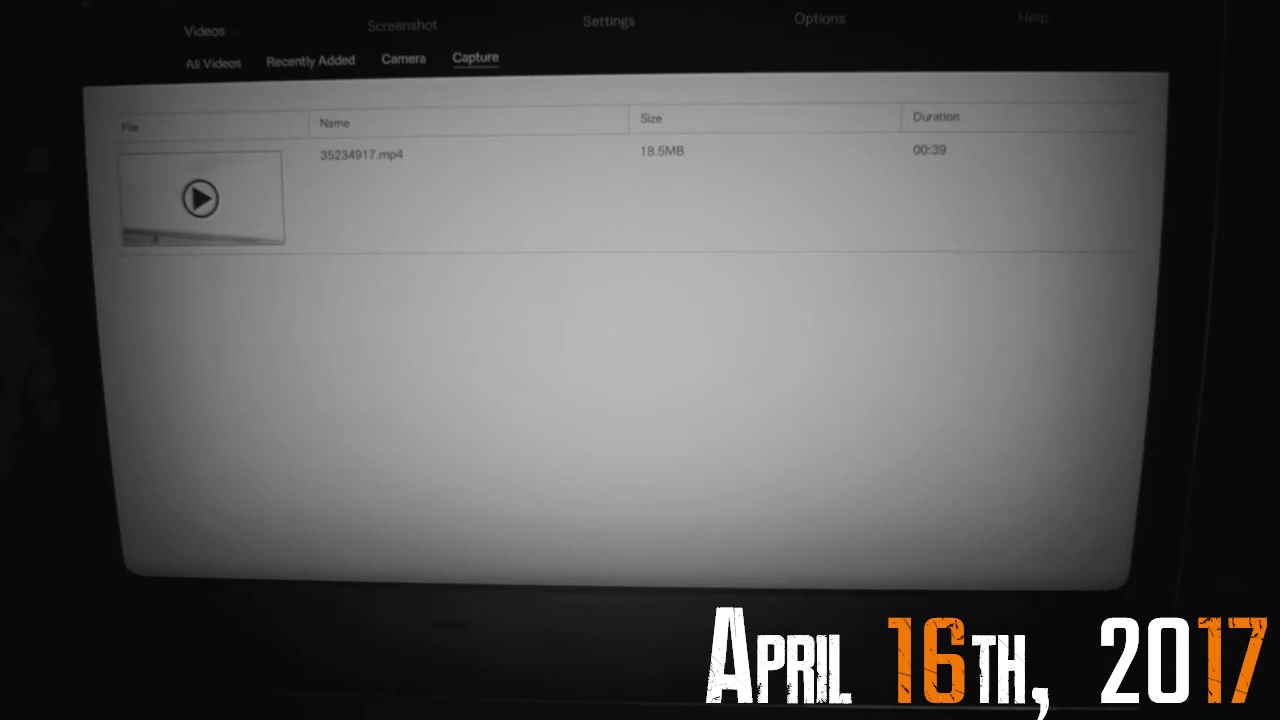 Videos Screenshot Settings Options Help
All Videos Recently Added Camera Capture
File Name Size Duration
35234917.mp4 18.5MB 00:39
April 16th, 2017